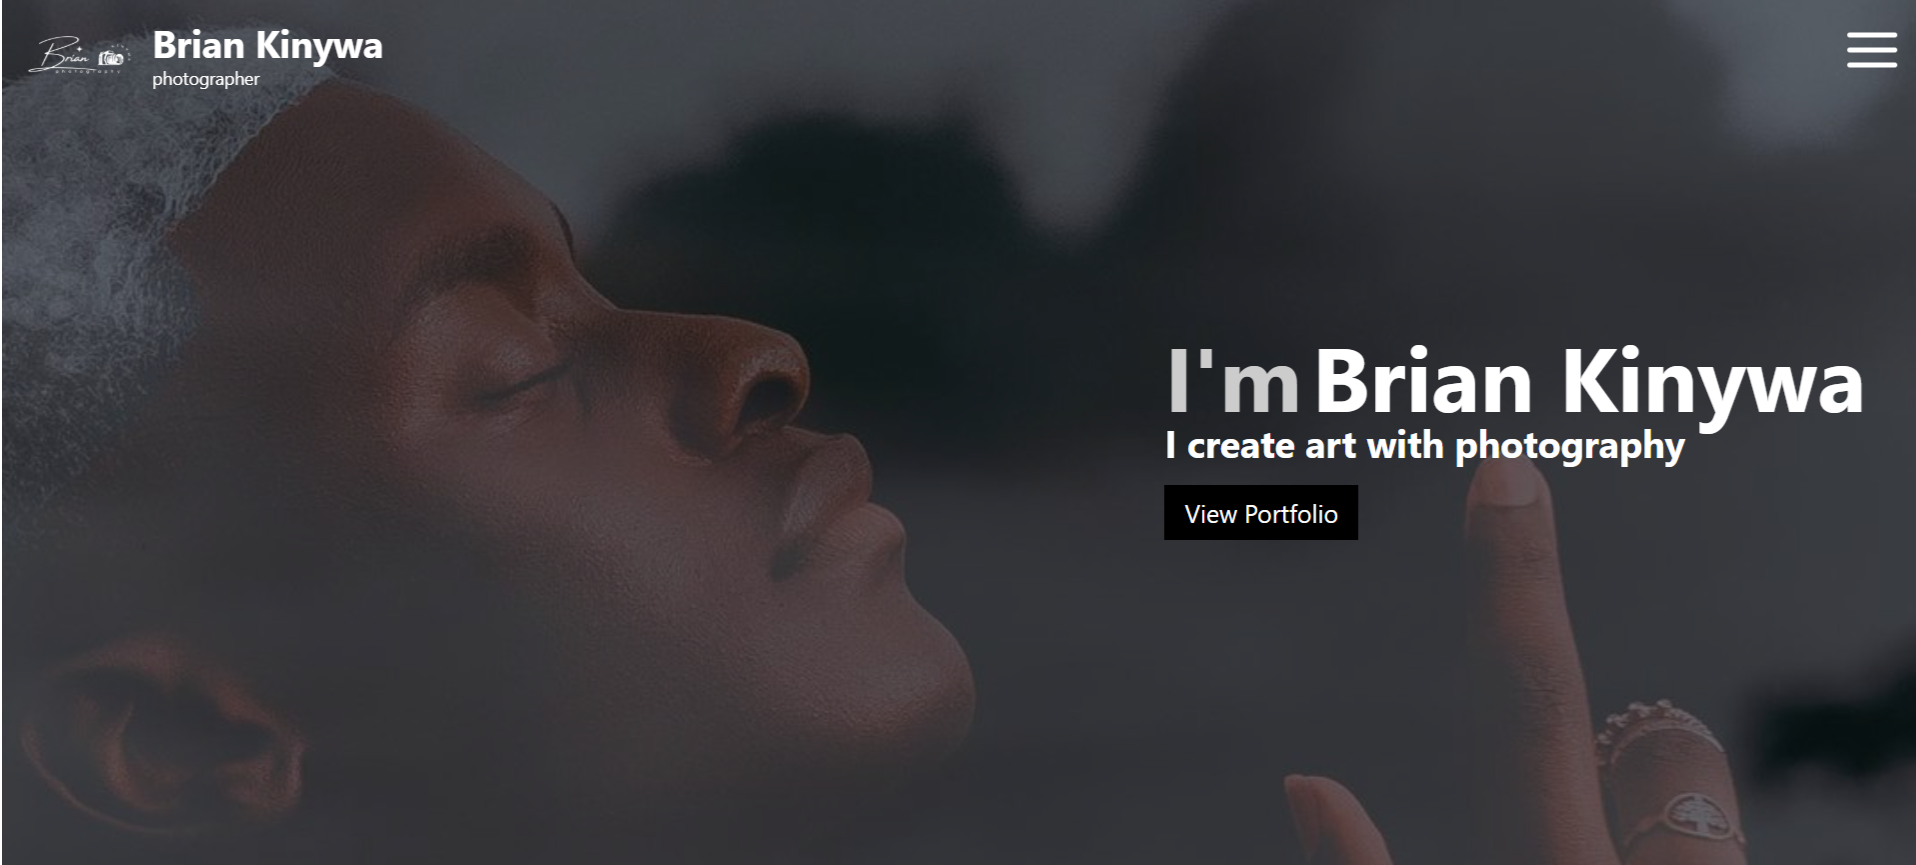 Brian
photography
Brian Kinywa
photographer
I'm Brian Kinywa
I create art with photography
View Portfolio